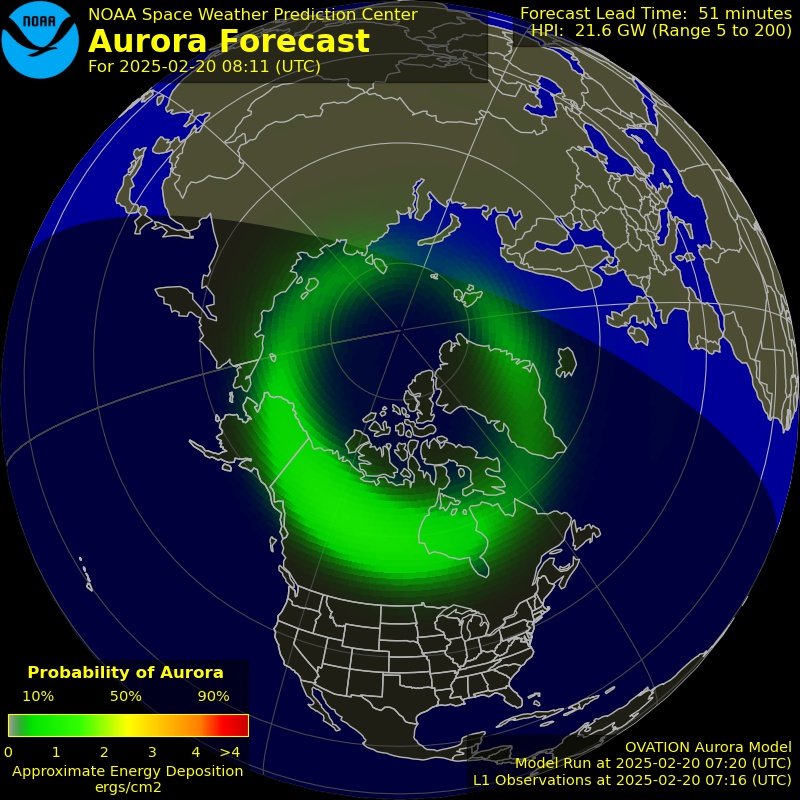 NOAA
NOAA Space Weather Prediction Center
Aurora Forecast
For 2025-02-20 08:11 (UTC)
Forecast Lead Time: 51 minutes
HPI: 21.6 GW (Range 5 to 200)
Probability of Aurora
10% 50% 90%
0 1 2 3 4 >4
Approximate Energy Deposition
ergs/cm2
OVATION Aurora Model
Model Run at 2025-02-20 07:20 (UTC)
L1 Observations at 2025-02-20 07:16 (UTC)